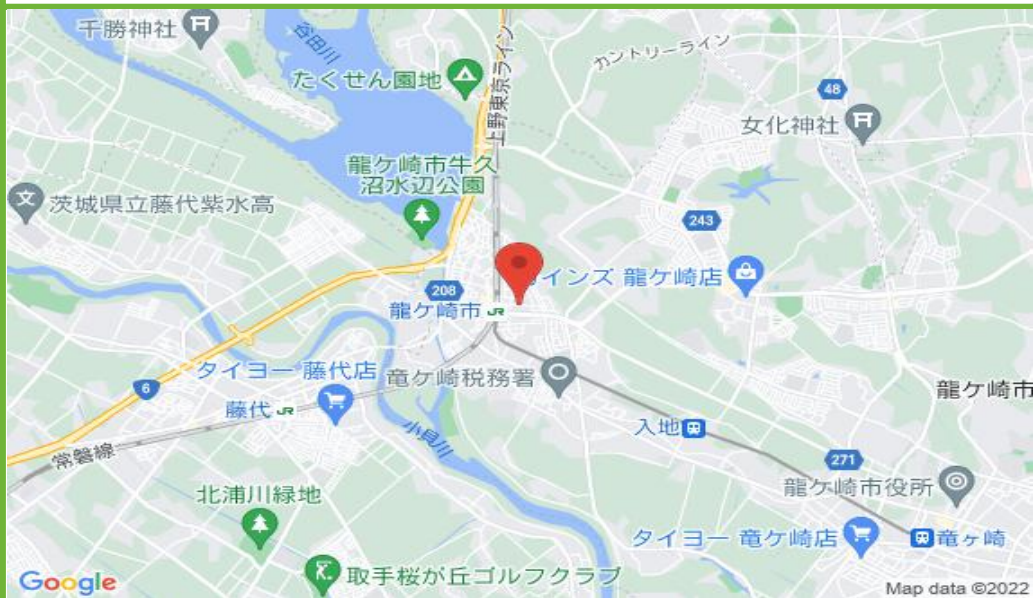 千勝神社
谷田川
たくせん園地
上野東京ライン
カントリーライン
48
女化神社
龍ケ崎市牛久
沼水辺公園
茨城県立藤代紫水高
243
インズ 龍ケ崎店
208
龍ケ崎市 JR
タイヨー 藤代店
竜ケ崎税務署
6
龍ケ崎市
藤代 JR
入地
小貝川
常磐線
271
北浦川緑地
龍ケ崎市役所
タイヨー 竜ケ崎店
竜ヶ崎
取手桜が丘ゴルフクラブ
Google
Map data ©2022